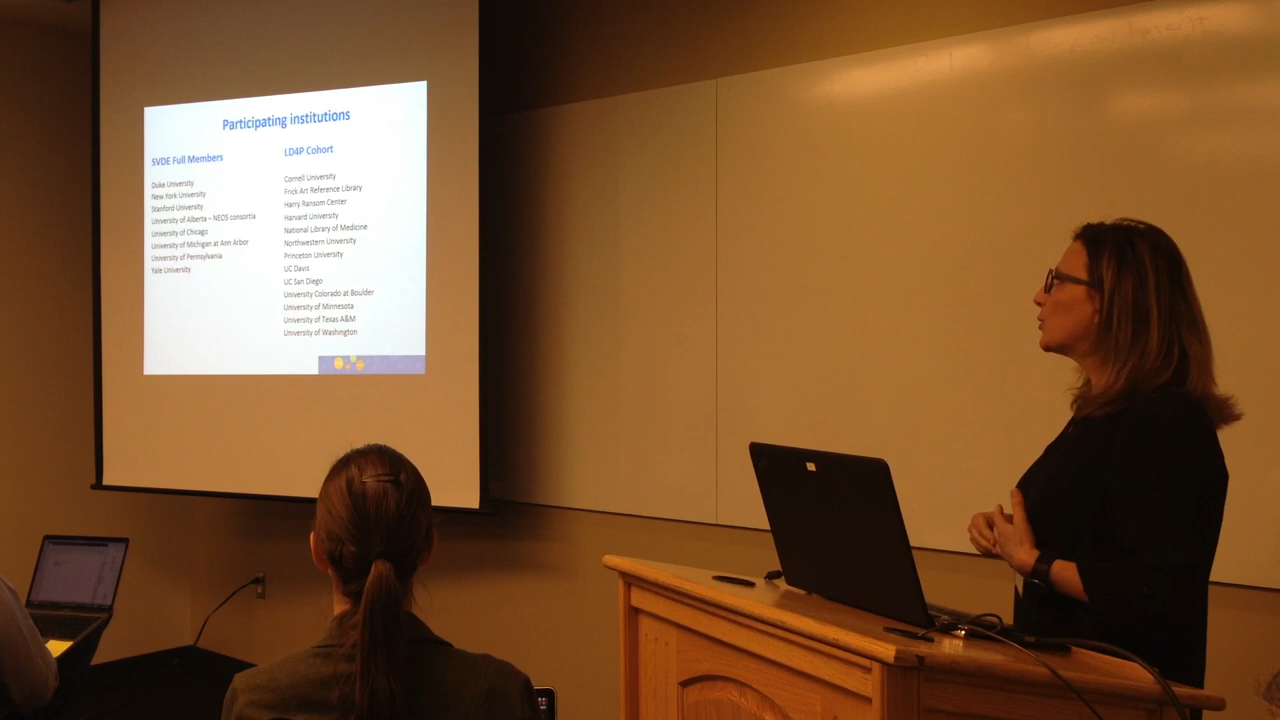 Participating institutions
SVDE Full Members
Duke University
New York University
Stanford University
University of Alberta – NEOS consortia
University of Chicago
University of Michigan at Ann Arbor
University of Pennsylvania
Yale University
LD4P Cohort
Cornell University
Frick Art Reference Library
Harry Ransom Center
Harvard University
National Library of Medicine
Northwestern University
Princeton University
UC Davis
UC San Diego
University Colorado at Boulder
University of Minnesota
University of Texas A&M
University of Washington